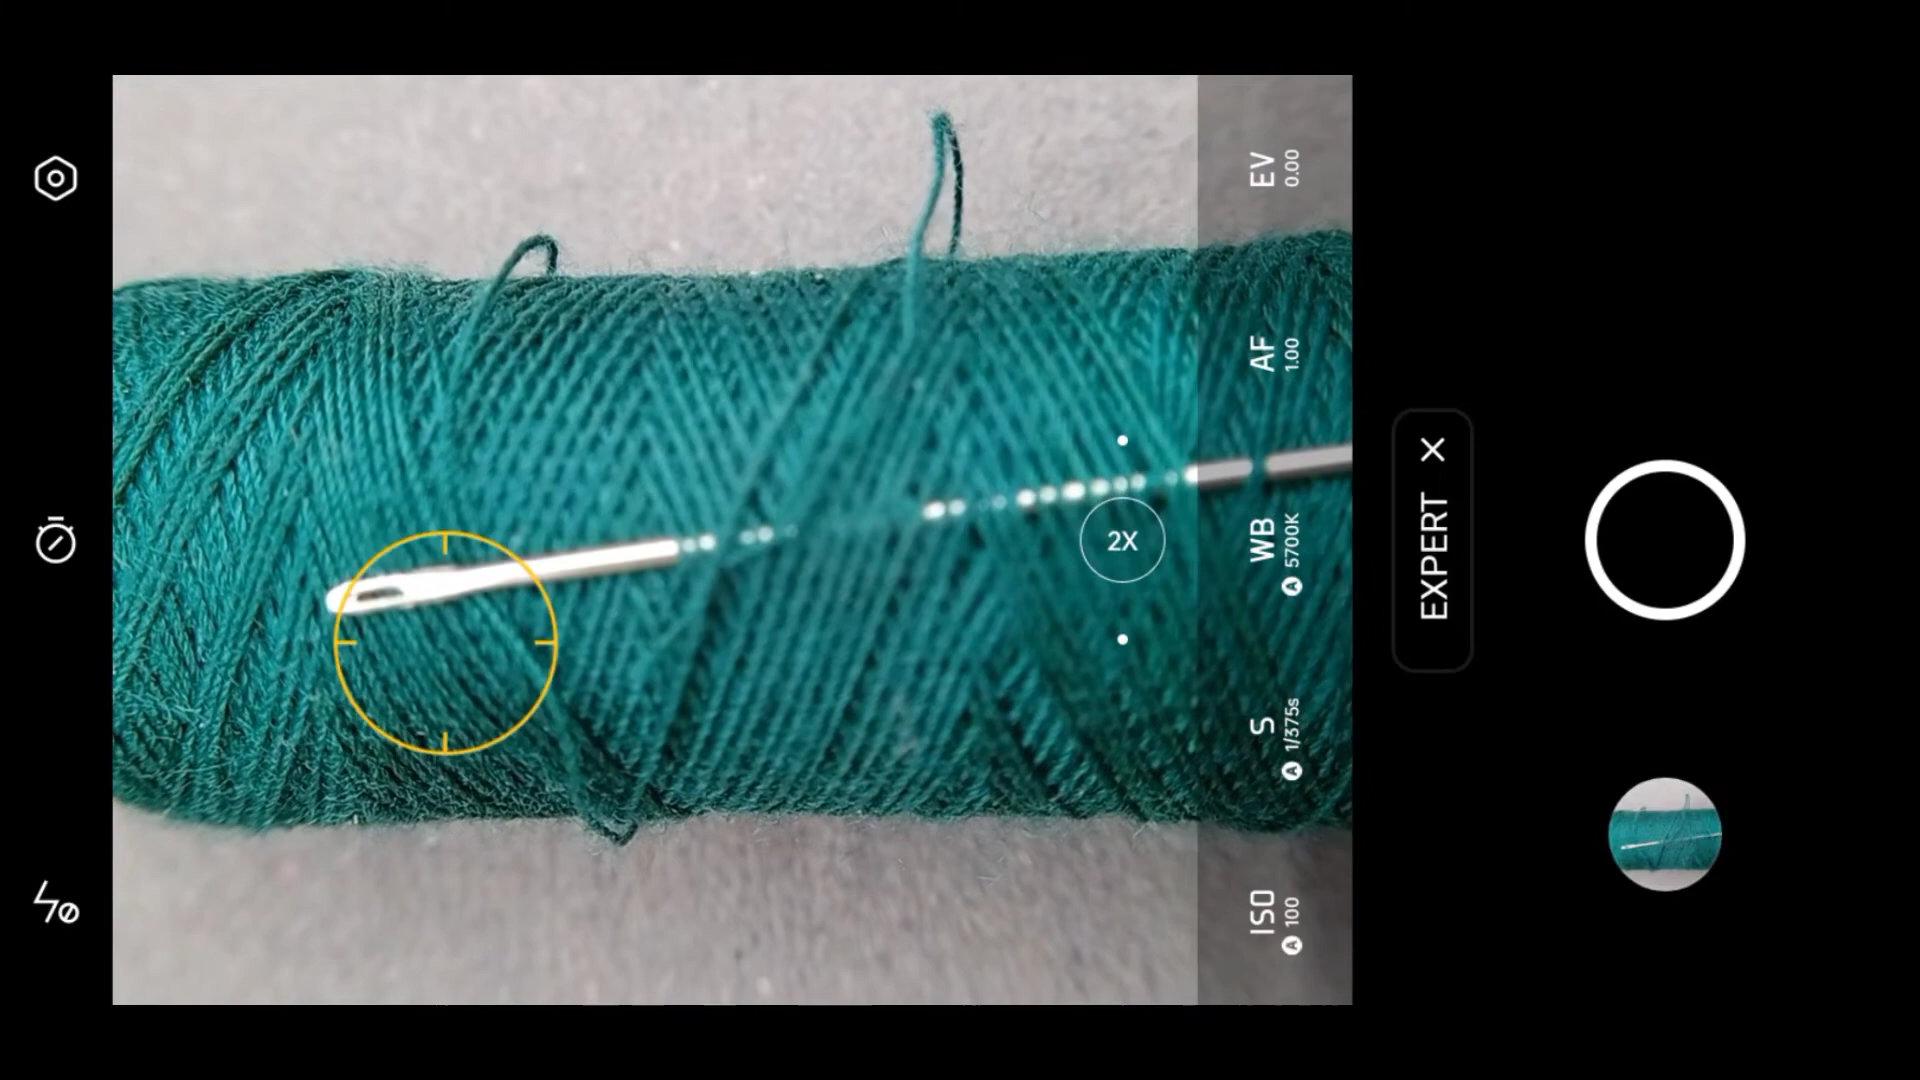 EV
0.00
AF
1.00
WB
A 5700K
S
A 1/375s
ISO
A 100
2X
EXPERT ×